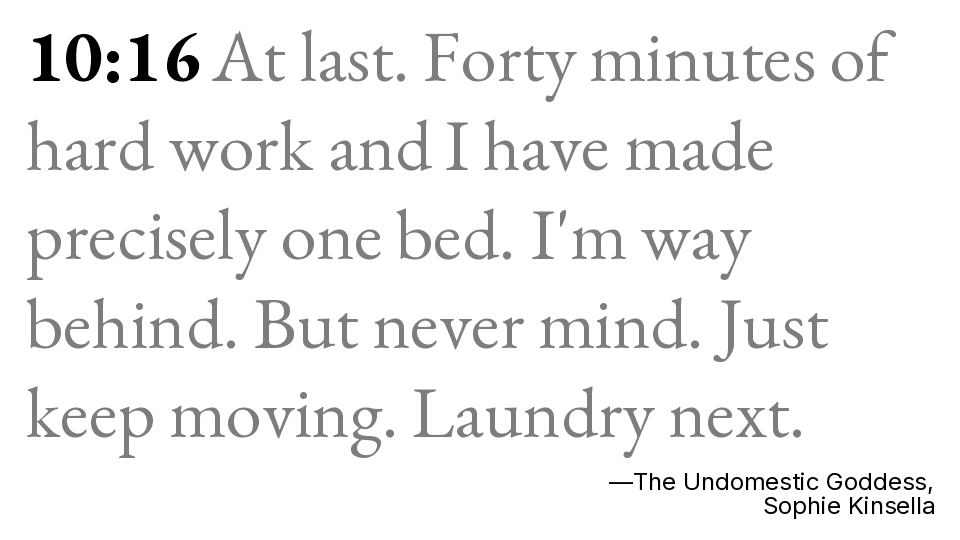 10:16 At last. Forty minutes of
hard work and I have made
precisely one bed. I'm way
behind. But never mind. Just
keep moving. Laundry next.
—The Undomestic Goddess,
Sophie Kinsella